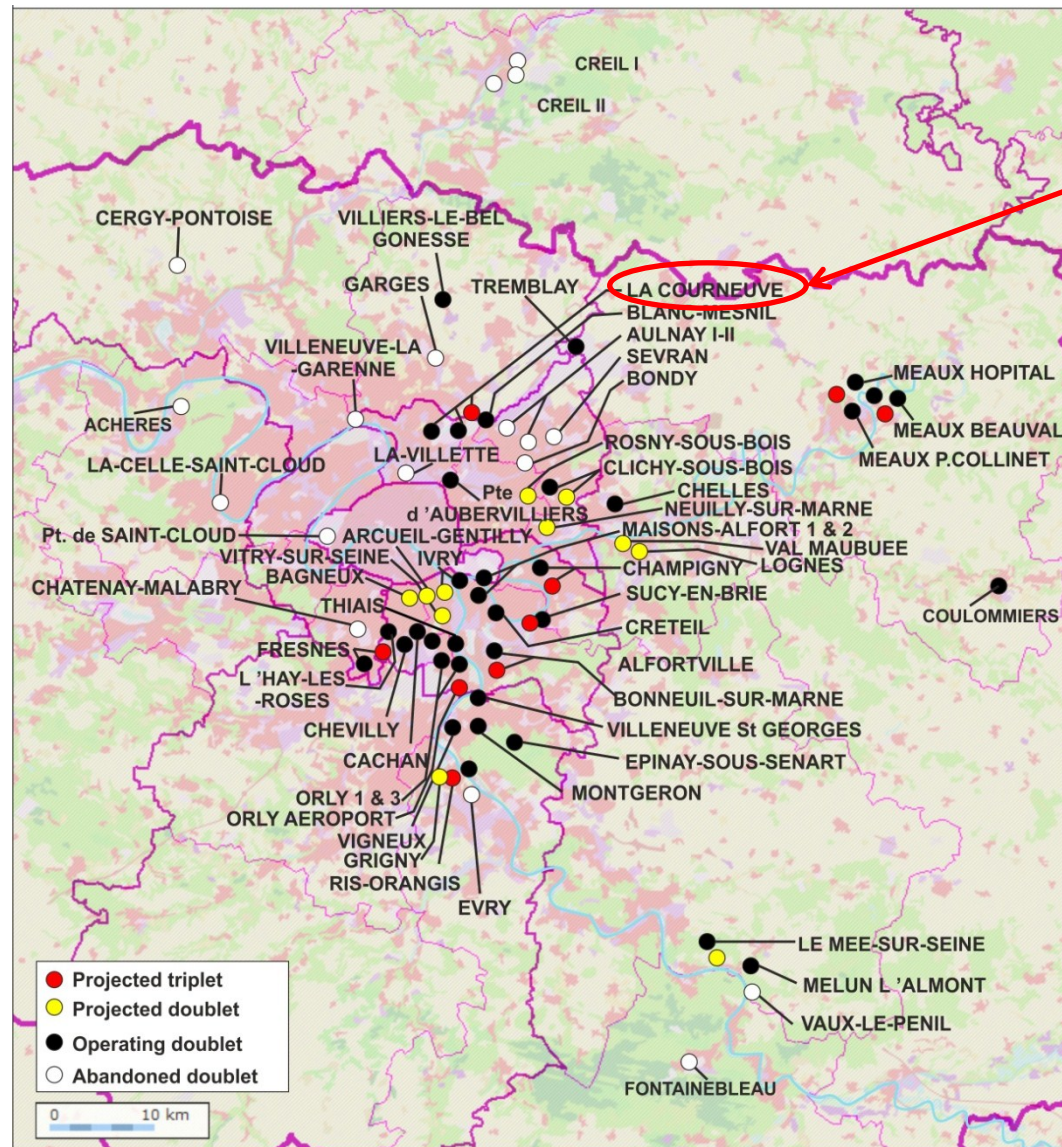 CREIL I
CREIL II
CERGY-PONTOISE
VILLIERS-LE-BEL
GONESSE
GARGES
TREMBLAY
LA COURNEUVE
BLANC-MESNIL
AULNAY I-II
SEVRAN
BONDY
VILLENEUVE-LA
-GARENNE
ACHERES
LA-CELLE-SAINT-CLOUD
LA-VILLETTE
MEAUX HOPITAL
MEAUX BEAUVAL
MEAUX P.COLLINET
ROSNY-SOUS-BOIS
CLICHY-SOUS-BOIS
Pte
d 'AUBERVILLIERS
CHELLES
NEUILLY-SUR-MARNE
Pt. de SAINT-CLOUD
ARCUEIL-GENTILLY
MAISONS-ALFORT 1 & 2
VITRY-SUR-SEINE
IVRY
VAL MAUBUEE
BAGNEUX
CHAMPIGNY
LOGNES
CHATENAY-MALABRY
THIAIS
SUCY-EN-BRIE
COULOMMIERS
CRETEIL
FRESNES
ALFORTVILLE
L 'HAY-LES
-ROSES
BONNEUIL-SUR-MARNE
CHEVILLY
VILLENEUVE St GEORGES
CACHAN
EPINAY-SOUS-SENART
ORLY 1 & 3
MONTGERON
ORLY AEROPORT
VIGNEUX
GRIGNY
RIS-ORANGIS
EVRY
LE MEE-SUR-SEINE
MELUN L 'ALMONT
VAUX-LE-PENIL
FONTAINEBLEAU
Projected triplet
Projected doublet
Operating doublet
Abandoned doublet
0 10 km